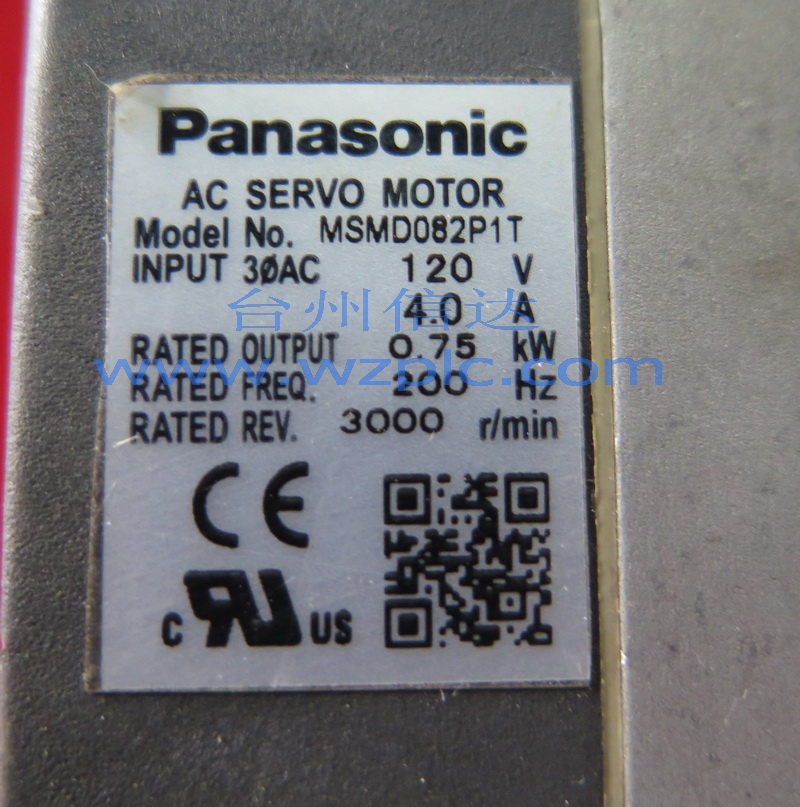 Panasonic
AC SERVO MOTOR
Model No. MSMD082P1T
INPUT 3ØAC 120 V
台州信达
4.0 A
RATED OUTPUT 0.75 kW
www.wzplc.com
RATED FREQ. 200 Hz
RATED REV. 3000 r/min
CE
C RU US